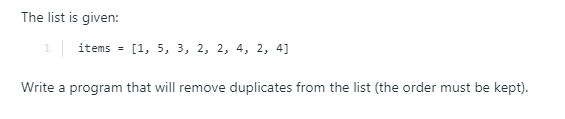 The list is given:
1 items = [1, 5, 3, 2, 2, 4, 2, 4]
Write a program that will remove duplicates from the list (the order must be kept).